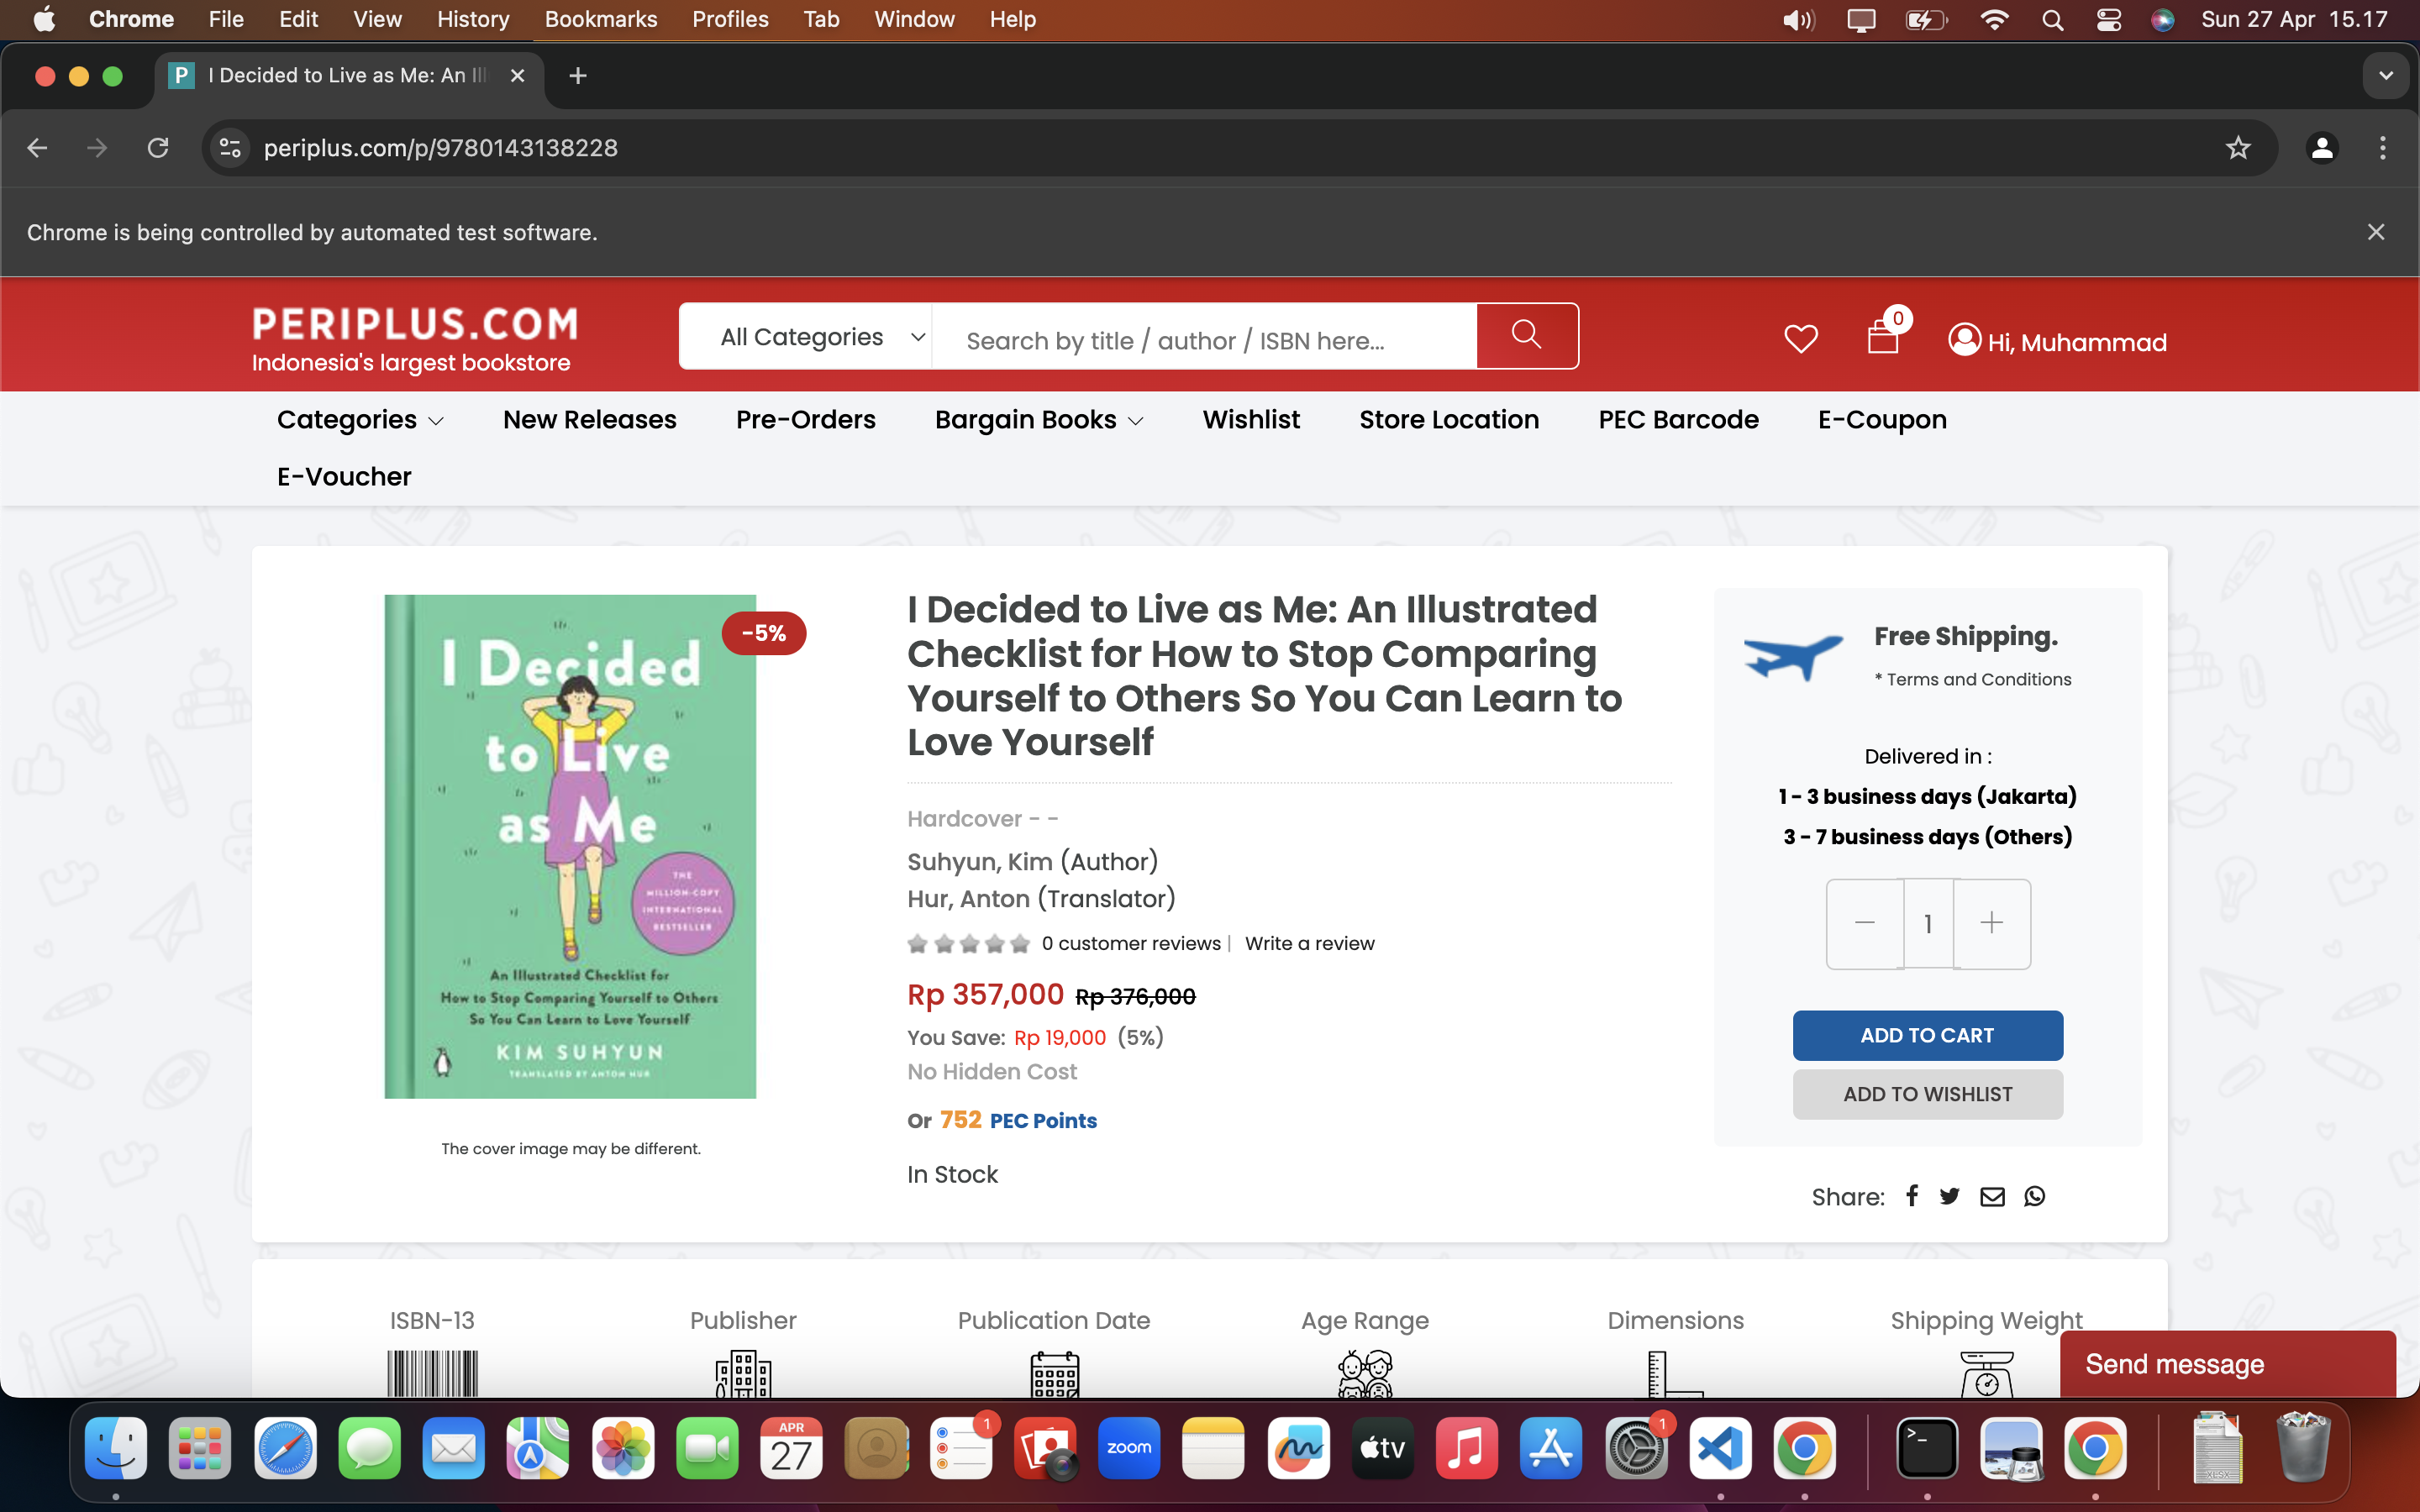 Chrome File Edit View History Bookmarks Profiles Tab Window Help Sun 27 Apr 15.17
P I Decided to Live as Me: An Ill
periplus.com/p/9780143138228
Chrome is being controlled by automated test software.
PERIPLUS.COM
Indonesia's largest bookstore
All Categories
Search by title / author / ISBN here...
0
Hi, Muhammad
Categories New Releases Pre-Orders Bargain Books Wishlist Store Location PEC Barcode E-Coupon
E-Voucher
-5%
I Decided
to Live
as Me
THE
MILLION-COPY
INTERNATIONAL
BESTSELLER
An Illustrated Checklist for
How to Stop Comparing Yourself to Others
So You Can Learn to Love Yourself
KIM SUHYUN
TRANSLATED BY ANTON HUR
The cover image may be different.
I Decided to Live as Me: An Illustrated
Checklist for How to Stop Comparing
Yourself to Others So You Can Learn to
Love Yourself
Hardcover - -
Suhyun, Kim (Author)
Hur, Anton (Translator)
0 customer reviews | Write a review
Rp 357,000 Rp 376,000
You Save: Rp 19,000 (5%)
No Hidden Cost
Or 752 PEC Points
In Stock
Free Shipping.
* Terms and Conditions
Delivered in :
1 - 3 business days (Jakarta)
3 - 7 business days (Others)
1
ADD TO CART
ADD TO WISHLIST
Share:
ISBN-13 Publisher Publication Date Age Range Dimensions Shipping Weight
Send message
APR
27
1
zoom
tv
1
>_
XLSX